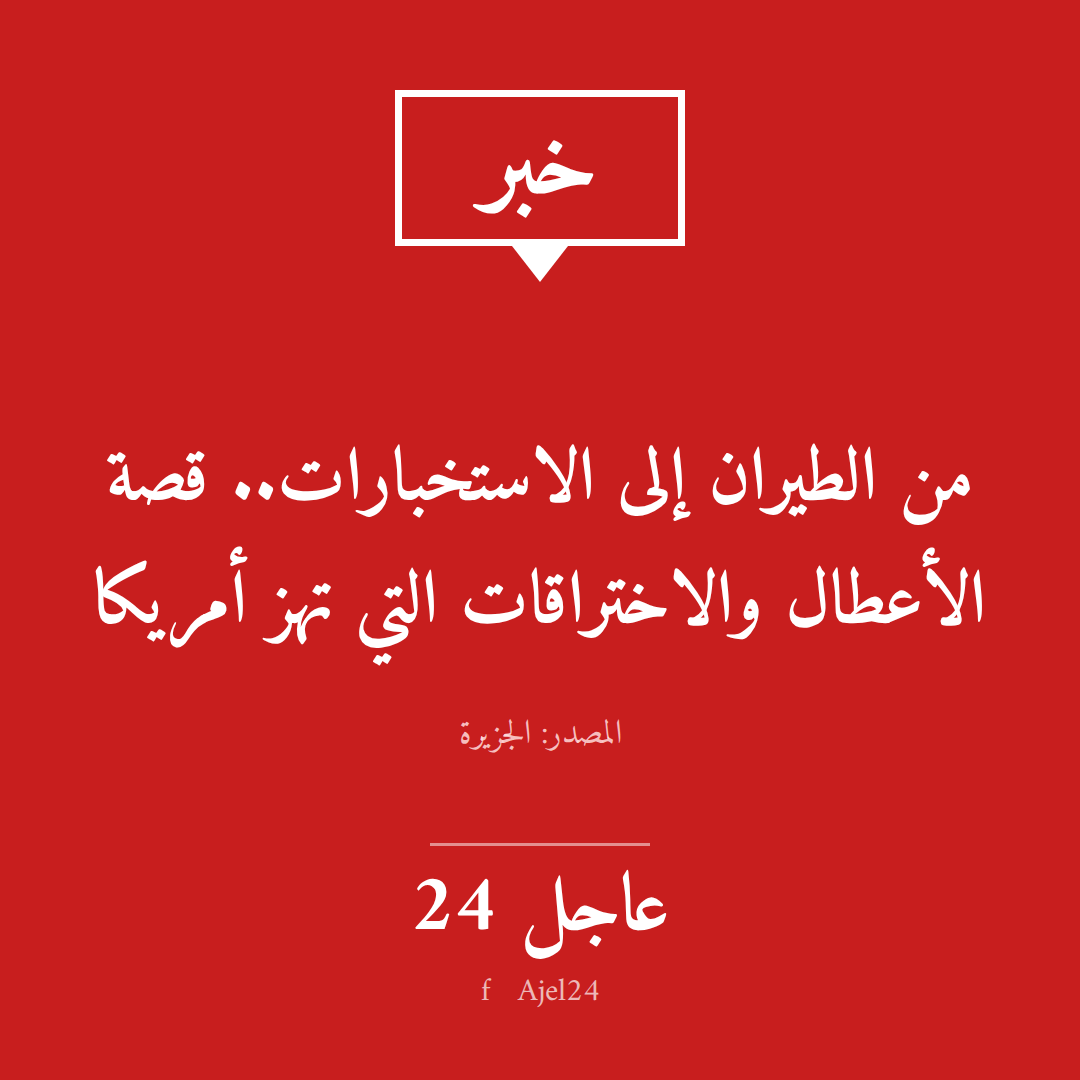 خبر
من الطيران إلى الاستخبارات.. قصة
الأعطال والاختراقات التي تهز أمريكا
المصدر: الجزيرة
عاجل 24
f Ajel24